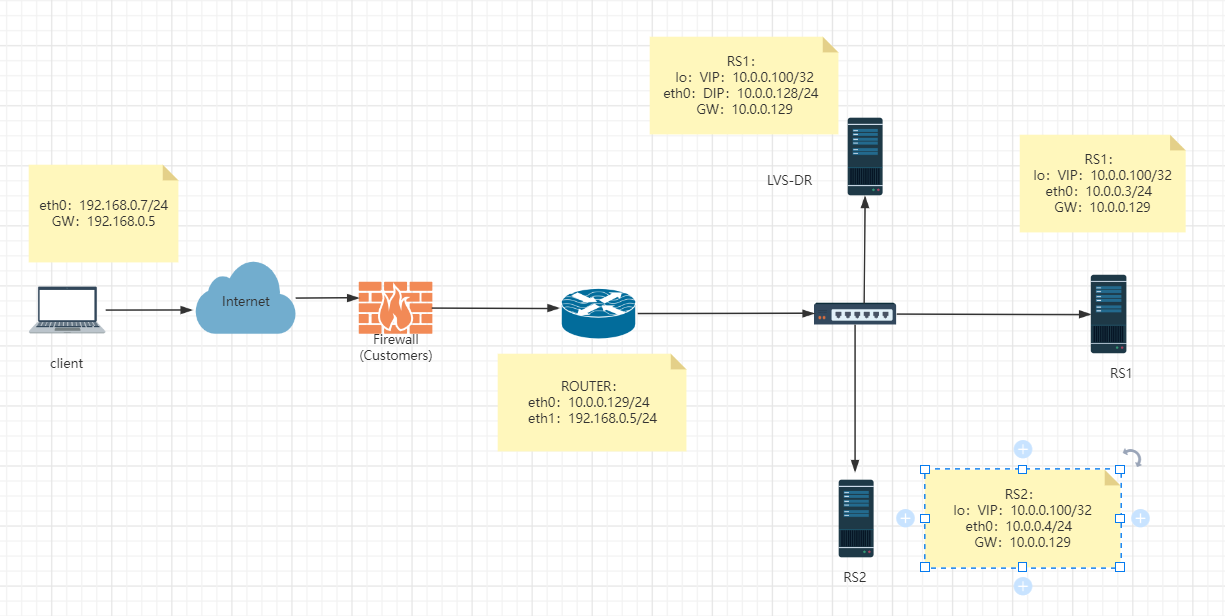 RS1:
lo: VIP: 10.0.0.100/32
eth0: DIP: 10.0.0.128/24
GW: 10.0.0.129
LVS-DR
RS1:
lo: VIP: 10.0.0.100/32
eth0: 10.0.0.3/24
GW: 10.0.0.129
eth0: 192.168.0.7/24
GW: 192.168.0.5
Internet
client
Firewall
(Customers)
ROUTER:
eth0: 10.0.0.129/24
eth1: 192.168.0.5/24
RS1
RS2:
lo: VIP: 10.0.0.100/32
eth0: 10.0.0.4/24
GW: 10.0.0.129
RS2